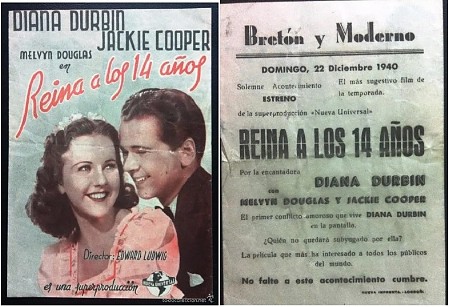 DIANA DURBIN
JACKIE COOPER
MELVYN DOUGLAS
en
Reina a los 14 años
Director: EDWARD LUDWIG
es una superproducción
todocoleccion.net
Bretón y Moderno
DOMINGO, 22 Diciembre 1940
Solemne Acontecimiento
ESTRENO
El más sugestivo film de
la temporada.
de la superproducción «Nueva Universal»
REINA A LOS 14 AÑOS
Por la encantadora
DIANA DURBIN
con
MELVYN DOUGLAS Y JACKIE COOPER
El primer conflicto amoroso que vive DIANA DURBIN
en la pantalla.
¿Quién no quedará subyugado por ella?
La película que más ha interesado a todos los públicos
del mundo.
No falte a este acontecimiento cumbre.